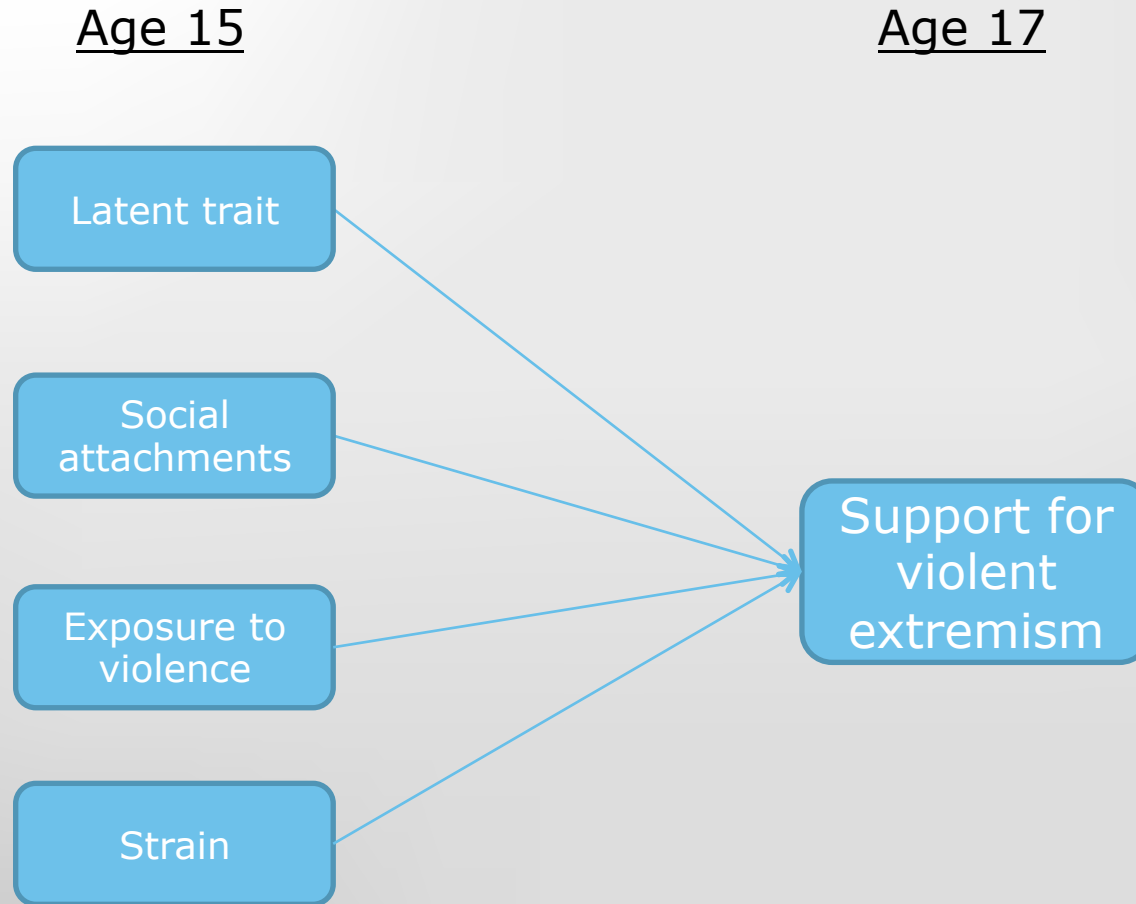 Age 15
Age 17
Latent trait
Social
attachments
Exposure to
violence
Strain
Support for
violent
extremism